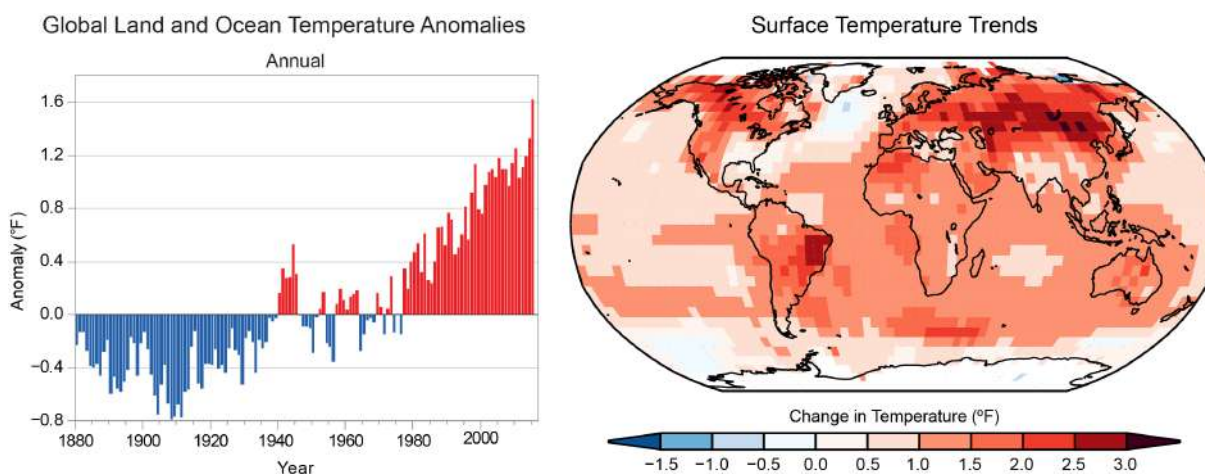 Global Land and Ocean Temperature Anomalies
Annual
Anomaly (°F)
1.6
1.2
0.8
0.4
0.0
−0.4
−0.8
1880 1900 1920 1940 1960 1980 2000
Year
Surface Temperature Trends
Change in Temperature (°F)
−1.5 −1.0 −0.5 0.0 0.5 1.0 1.5 2.0 2.5 3.0